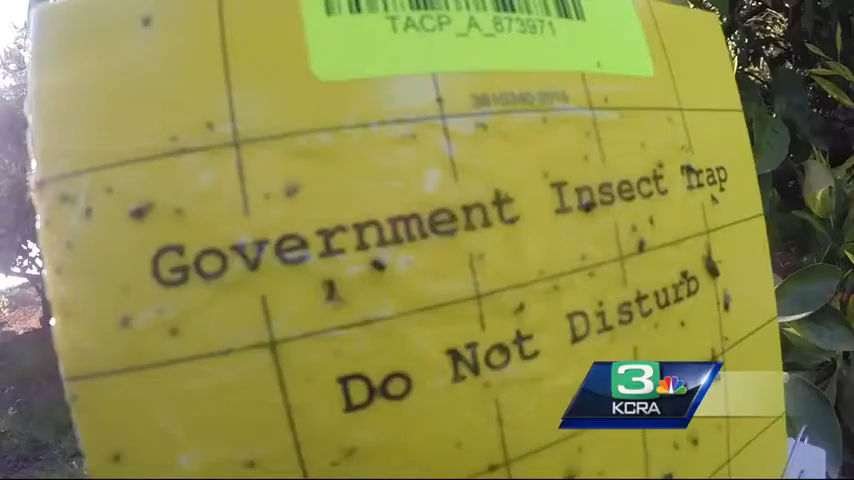 TACP_A_873971
Government Insect Trap
Do Not Disturb
3
KCRA